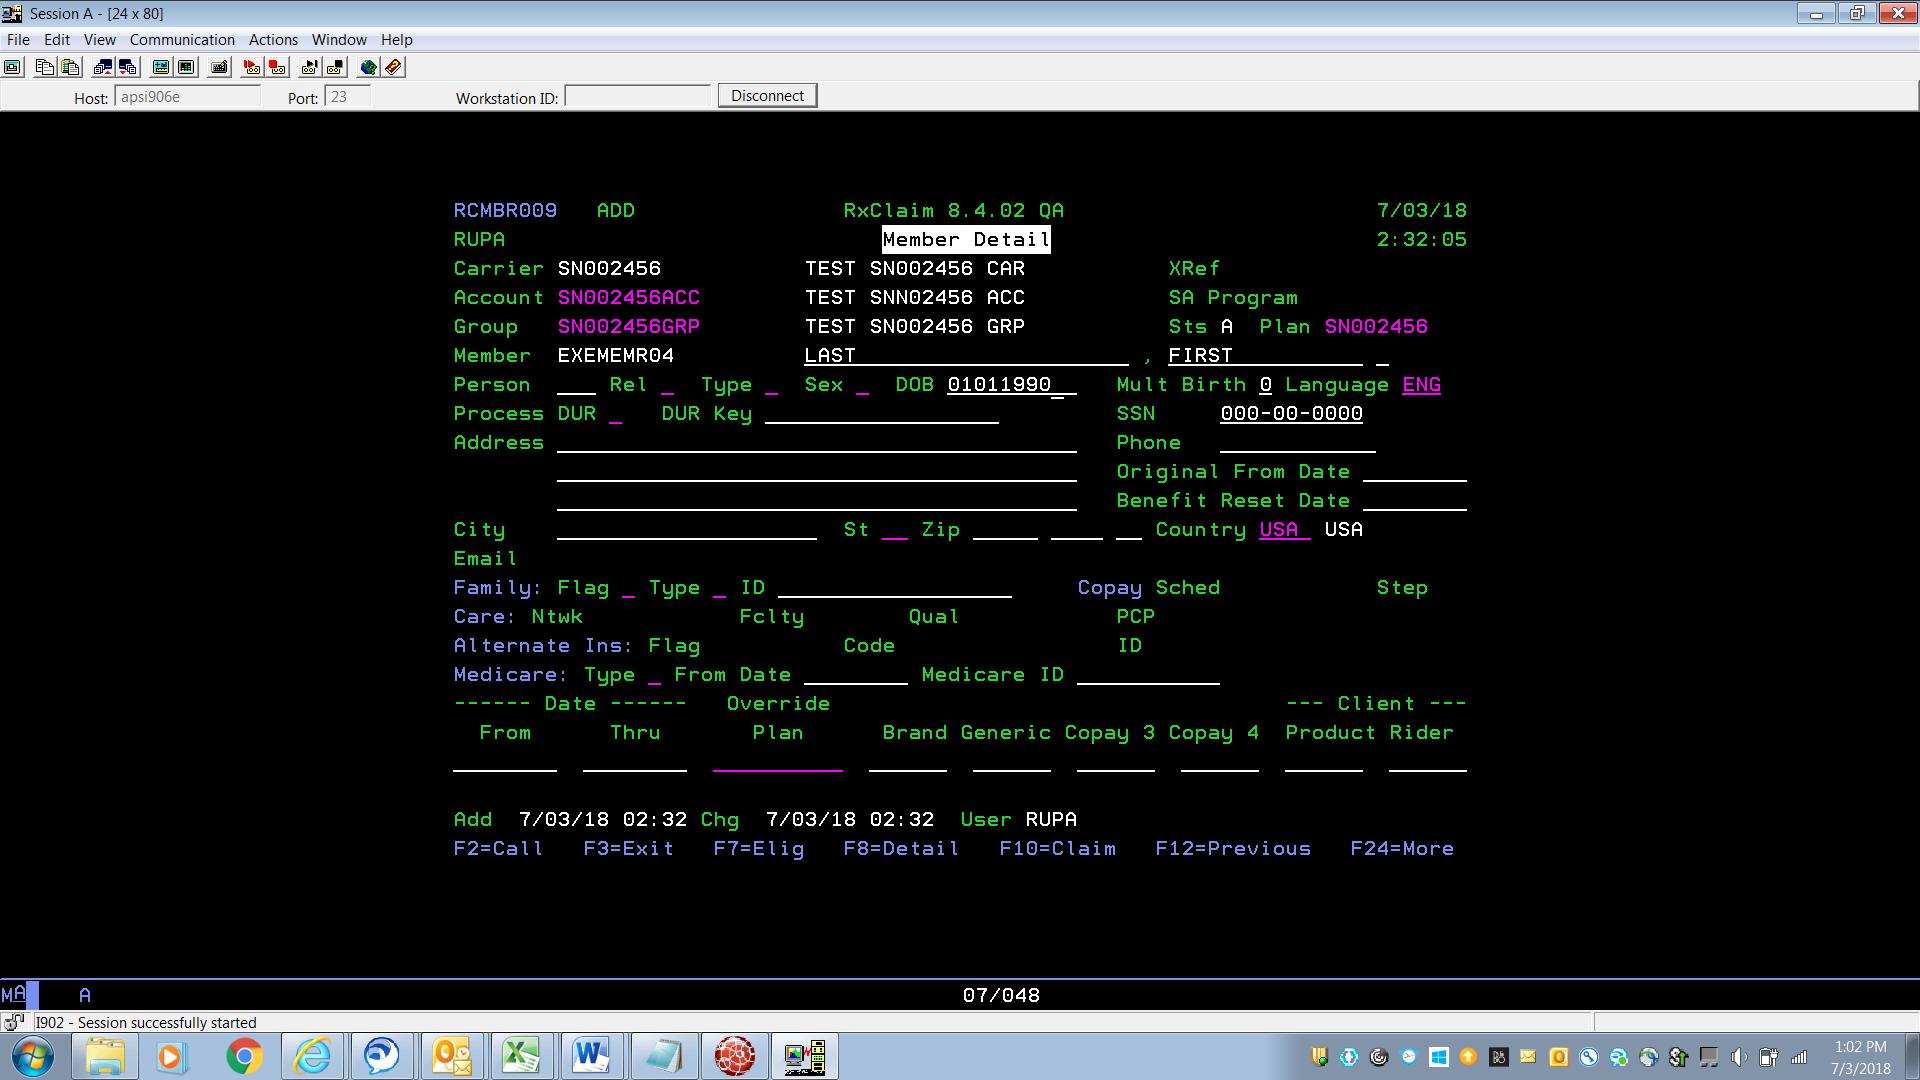 Session A - [24 x 80]
File Edit View Communication Actions Window Help
Host: apsi906e Port: 23 Workstation ID: Disconnect
RCMBR009 ADD RxClaim 8.4.02 QA 7/03/18
RUPA Member Detail 2:32:05
Carrier SN002456 TEST SN002456 CAR XRef
Account SN002456ACC TEST SNN02456 ACC SA Program
Group SN002456GRP TEST SN002456 GRP Sts A Plan SN002456
Member EXEMEMR04 LAST , FIRST
Person Rel Type Sex DOB 01011990 Mult Birth 0 Language ENG
Process DUR DUR Key SSN 000-00-0000
Address Phone
Original From Date
Benefit Reset Date
City St Zip Country USA USA
Email
Family: Flag Type ID Copay Sched Step
Care: Ntwk Fclty Qual PCP
Alternate Ins: Flag Code ID
Medicare: Type From Date Medicare ID
------ Date ------ Override --- Client ---
From Thru Plan Brand Generic Copay 3 Copay 4 Product Rider
Add 7/03/18 02:32 Chg 7/03/18 02:32 User RUPA
F2=Call F3=Exit F7=Elig F8=Detail F10=Claim F12=Previous F24=More
MA A 07/048
I902 - Session successfully started
1:02 PM
7/3/2018